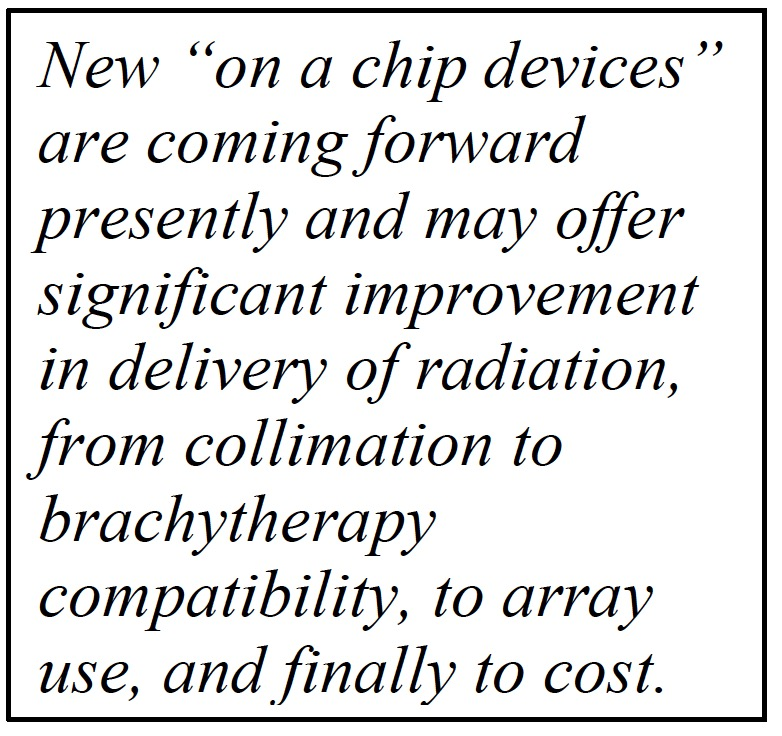 New “on a chip devices”
are coming forward
presently and may offer
significant improvement
in delivery of radiation,
from collimation to
brachytherapy
compatibility, to array
use, and finally to cost.